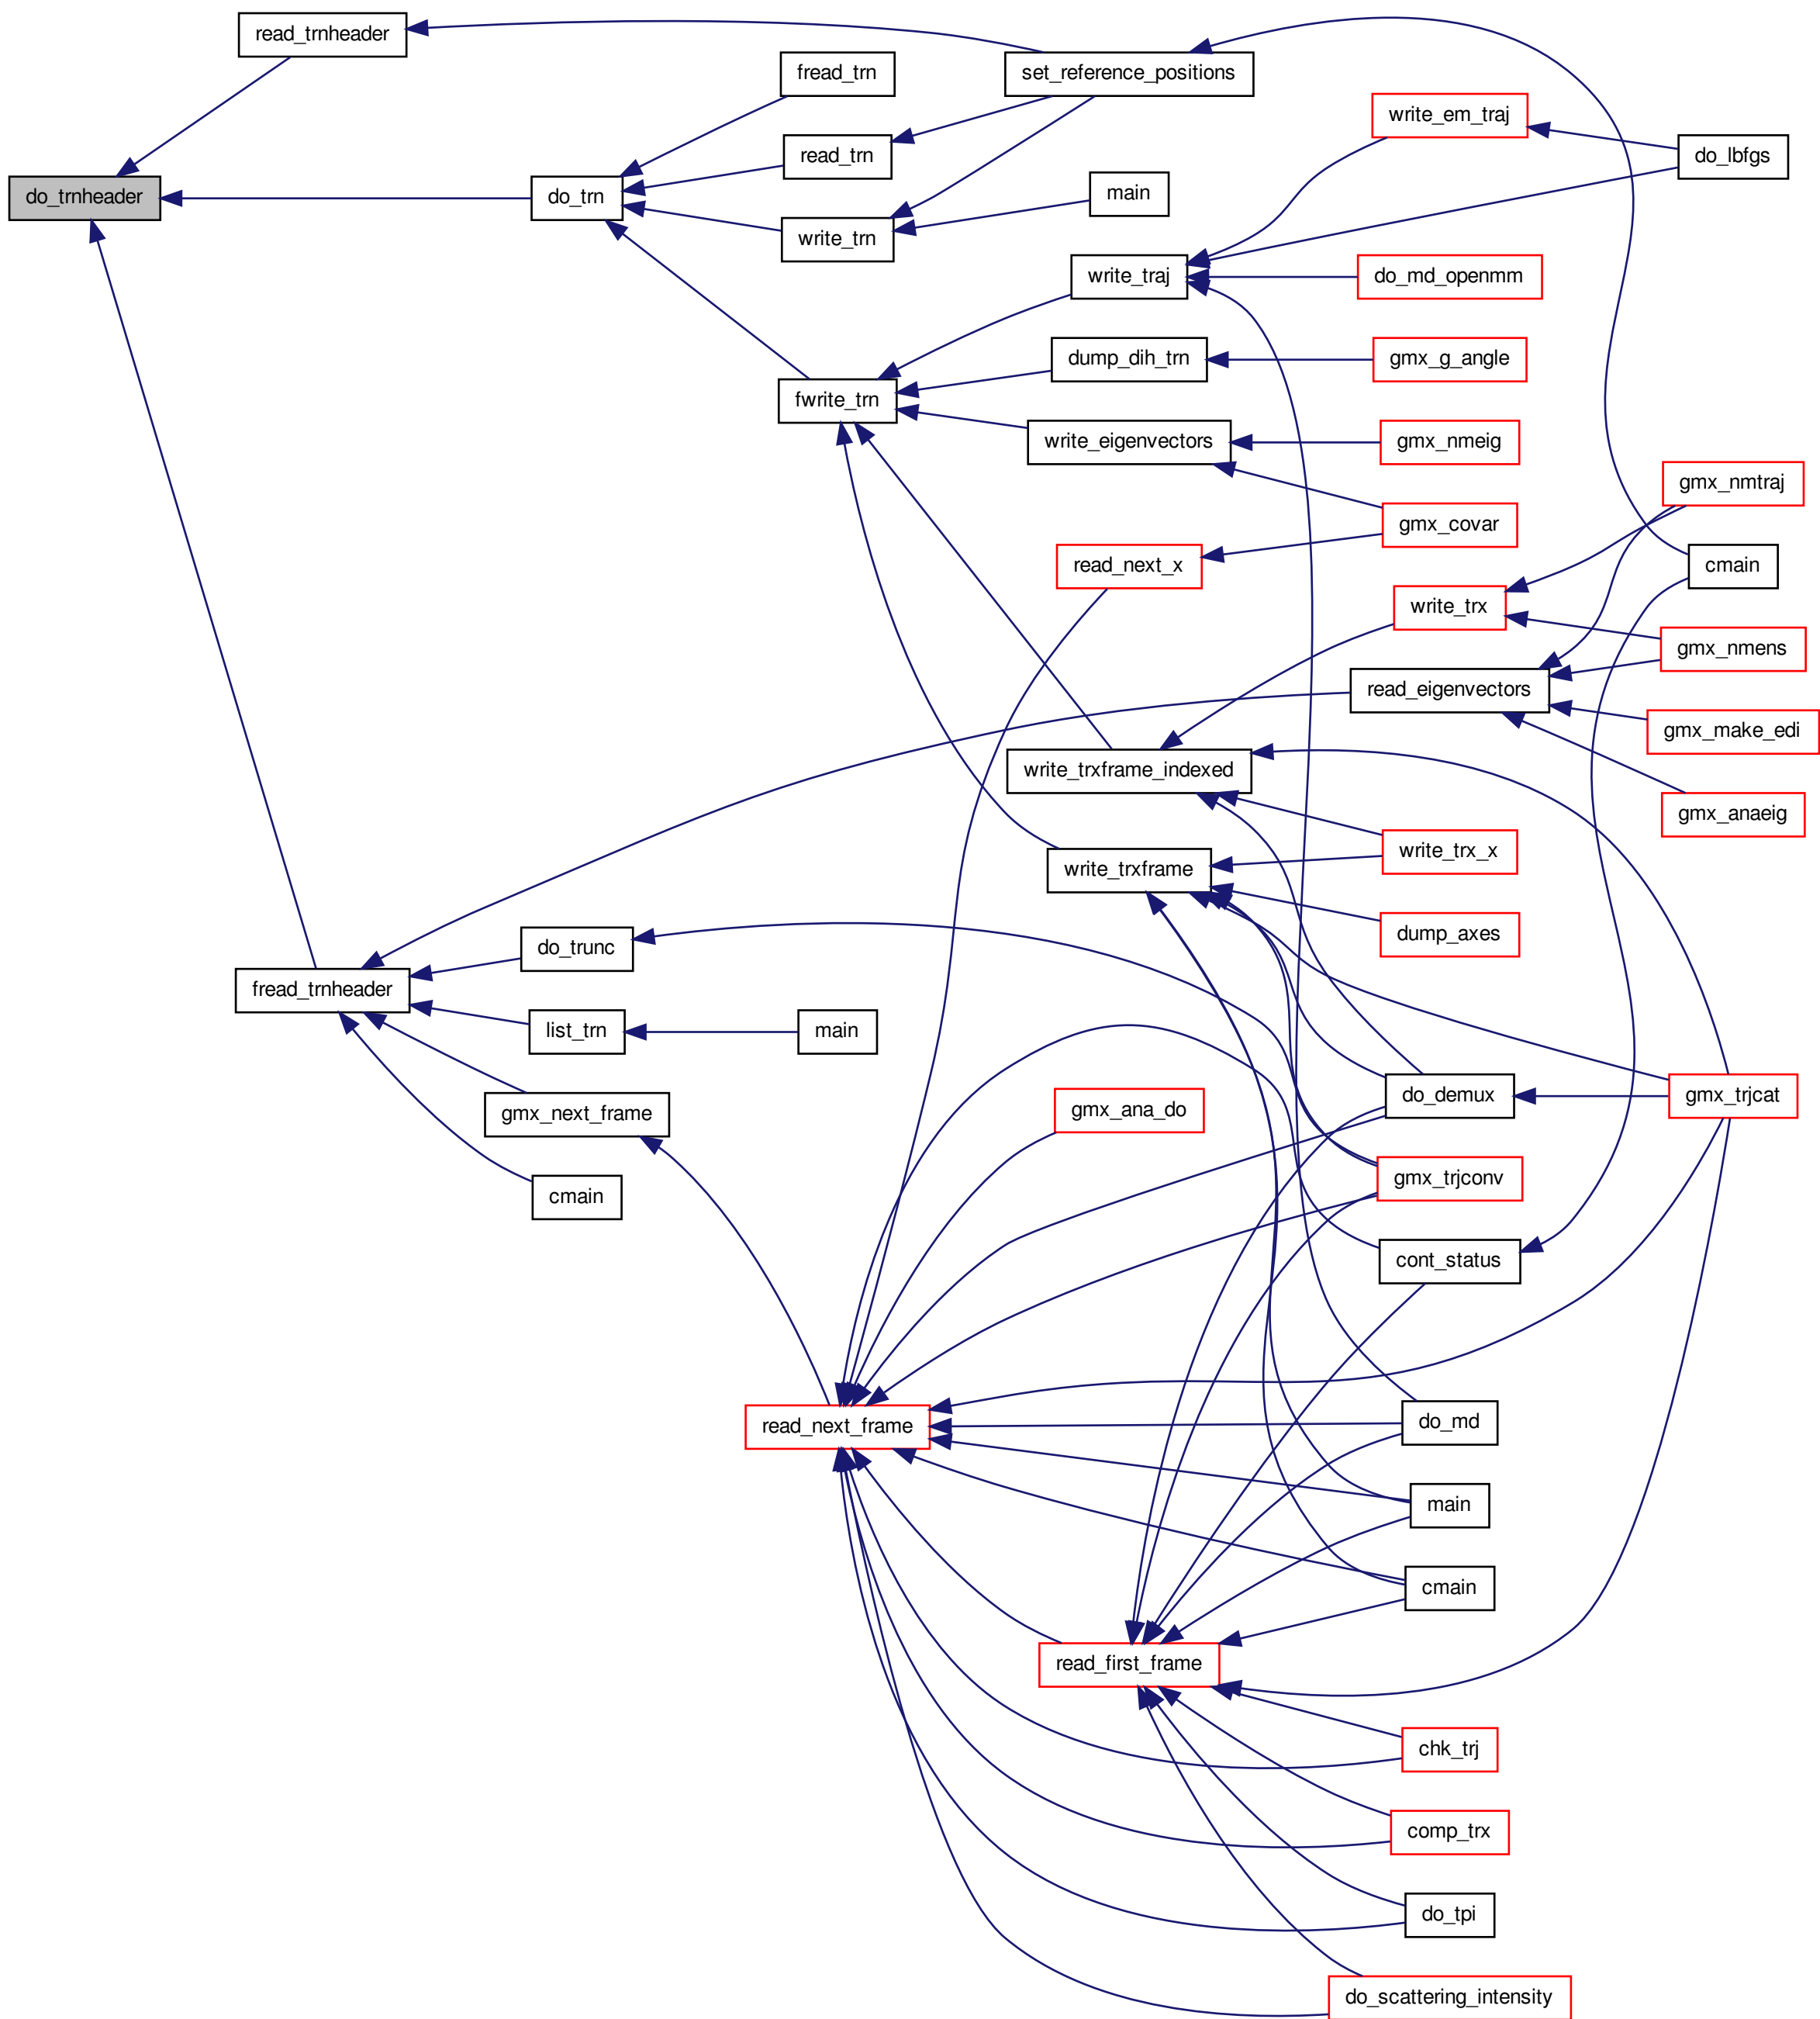 read_trnheader
set_reference_positions
fread_trn
write_em_traj
read_trn
do_lbfgs
do_trnheader
do_trn
main
write_trn
write_traj
do_md_openmm
dump_dih_trn
gmx_g_angle
fwrite_trn
write_eigenvectors
gmx_nmeig
gmx_nmtraj
gmx_covar
read_next_x
cmain
write_trx
gmx_nmens
read_eigenvectors
gmx_make_edi
write_trxframe_indexed
gmx_anaeig
write_trx_x
write_trxframe
dump_axes
do_trunc
fread_trnheader
list_trn
main
do_demux
gmx_trjcat
gmx_ana_do
gmx_next_frame
gmx_trjconv
cmain
cont_status
read_next_frame
do_md
main
cmain
read_first_frame
chk_trj
comp_trx
do_tpi
do_scattering_intensity